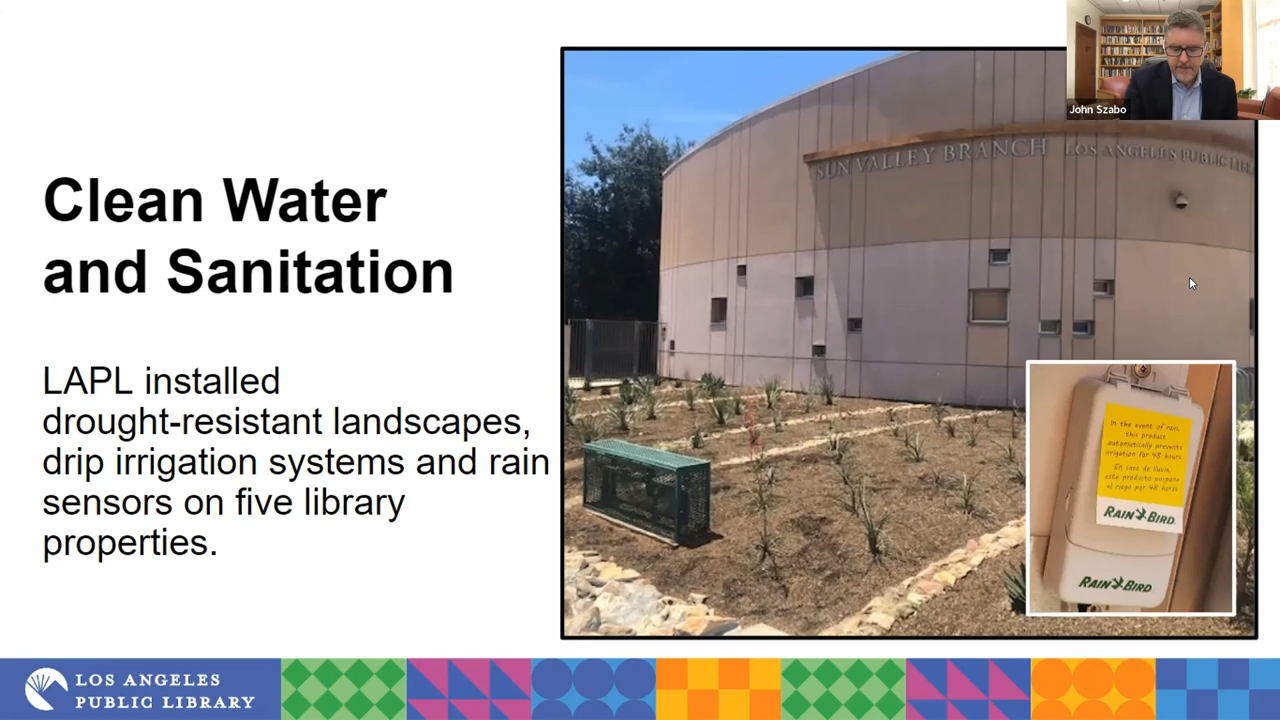 John Szabo
Clean Water
and Sanitation
LAPL installed
drought-resistant landscapes,
drip irrigation systems and rain
sensors on five library
properties.
SUN VALLEY BRANCH LOS ANGELES PUBLIC
In the event of rain,
this product
automatically prevents
irrigation for 48 hours.
En caso de lluvia,
este producto
el riego por 48 horas.
RAIN BIRD
RAIN BIRD
LOS ANGELES
PUBLIC LIBRARY